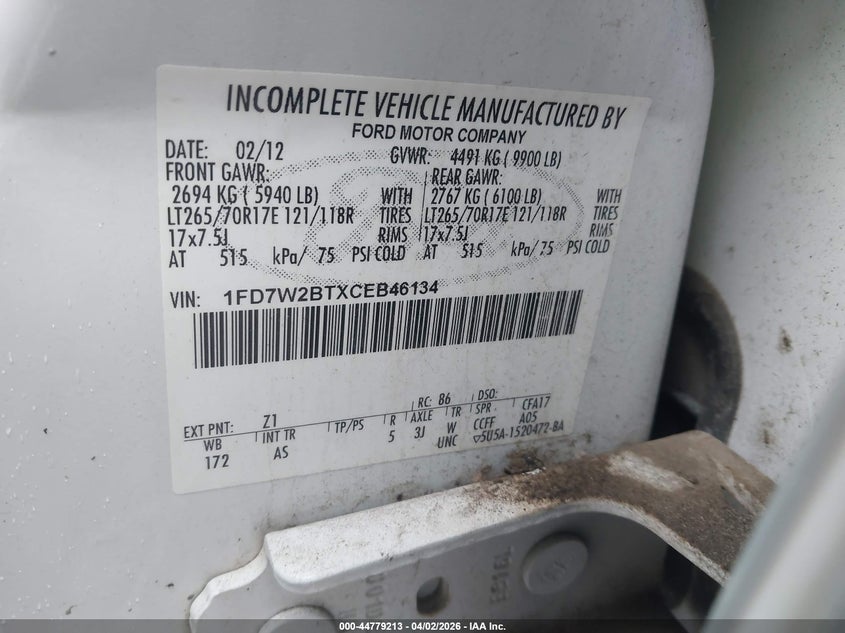 INCOMPLETE VEHICLE MANUFACTURED BY
FORD MOTOR COMPANY
DATE: 02/12 GVWR: 4491 KG ( 9900 LB)
FRONT GAWR: REAR GAWR:
2694 KG ( 5940 LB) WITH 2767 KG ( 6100 LB) WITH
LT265/70R17E 121/118R TIRES LT265/70R17E 121/118R TIRES
17x7.5J RIMS 17x7.5J RIMS
AT 515 kPa/ 75 PSI COLD AT 515 kPa/ 75 PSI COLD
VIN: 1FD7W2BTXCEB46134
RC: B6 DSO:
EXT PNT: Z1
WB INT TR TP/PS R AXLE TR SPR CFA17
172 AS 5 3J W CCFF A05
UNC ▽5U5A-1520472-BA
000-44779213 - 04/02/2026 - IAA Inc.